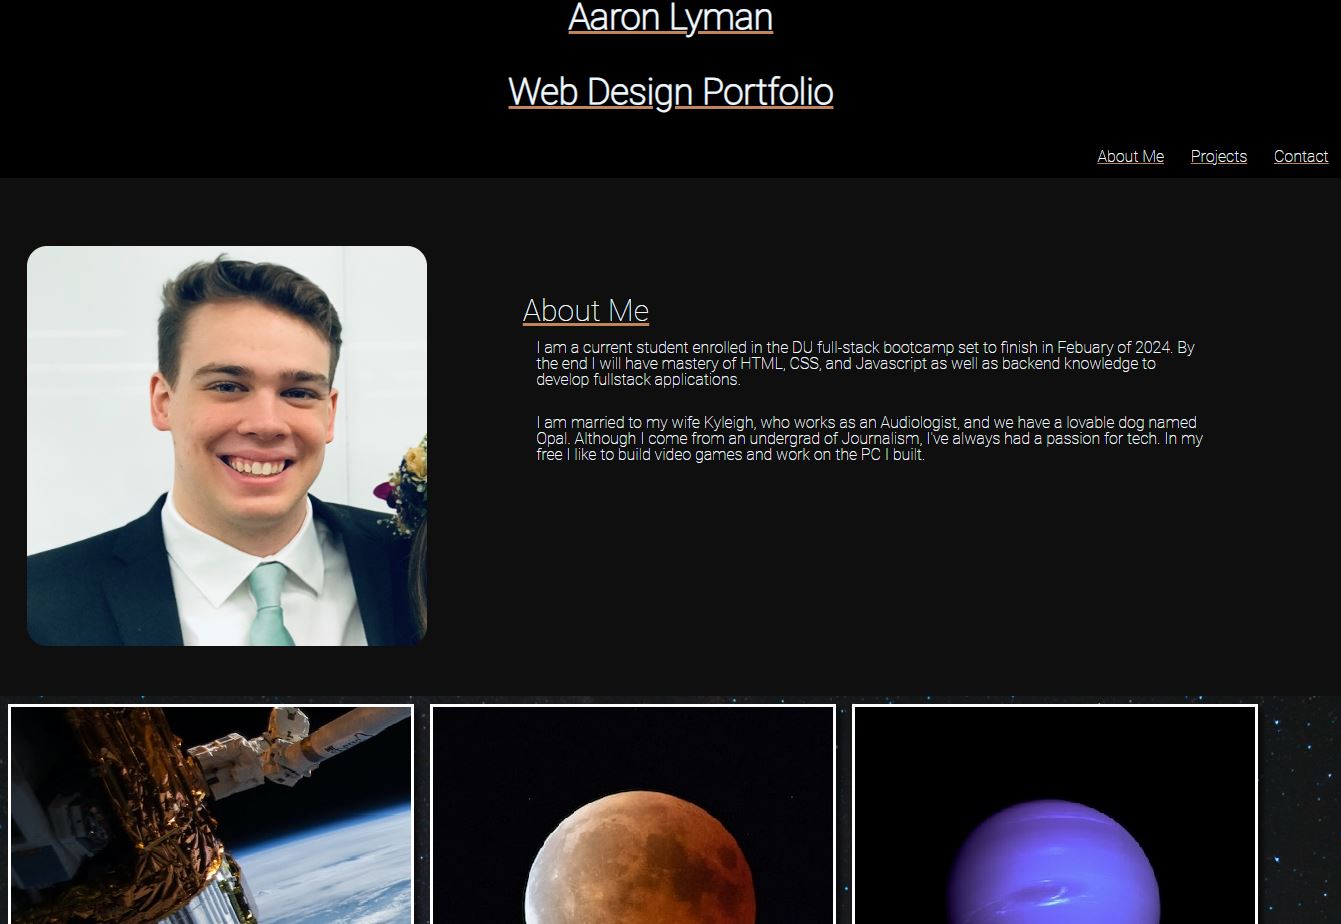 Aaron Lyman
Web Design Portfolio
About Me Projects Contact
About Me
I am a current student enrolled in the DU full-stack bootcamp set to finish in Febuary of 2024. By
the end I will have mastery of HTML, CSS, and Javascript as well as backend knowledge to
develop fullstack applications.
I am married to my wife Kyleigh, who works as an Audiologist, and we have a lovable dog named
Opal. Although I come from an undergrad of Journalism, I've always had a passion for tech. In my
free I like to build video games and work on the PC I built.